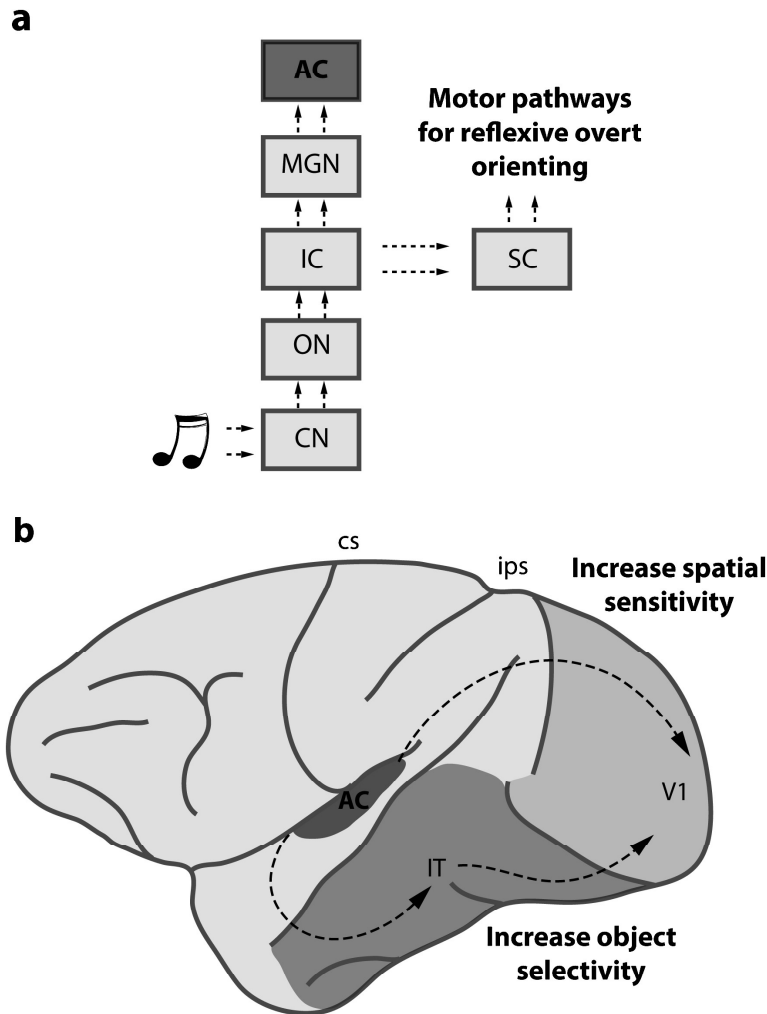 a
AC
Motor pathways
for reflexive overt
orienting
MGN
IC
SC
ON
CN
b
cs
ips
Increase spatial
sensitivity
AC
V1
IT
Increase object
selectivity